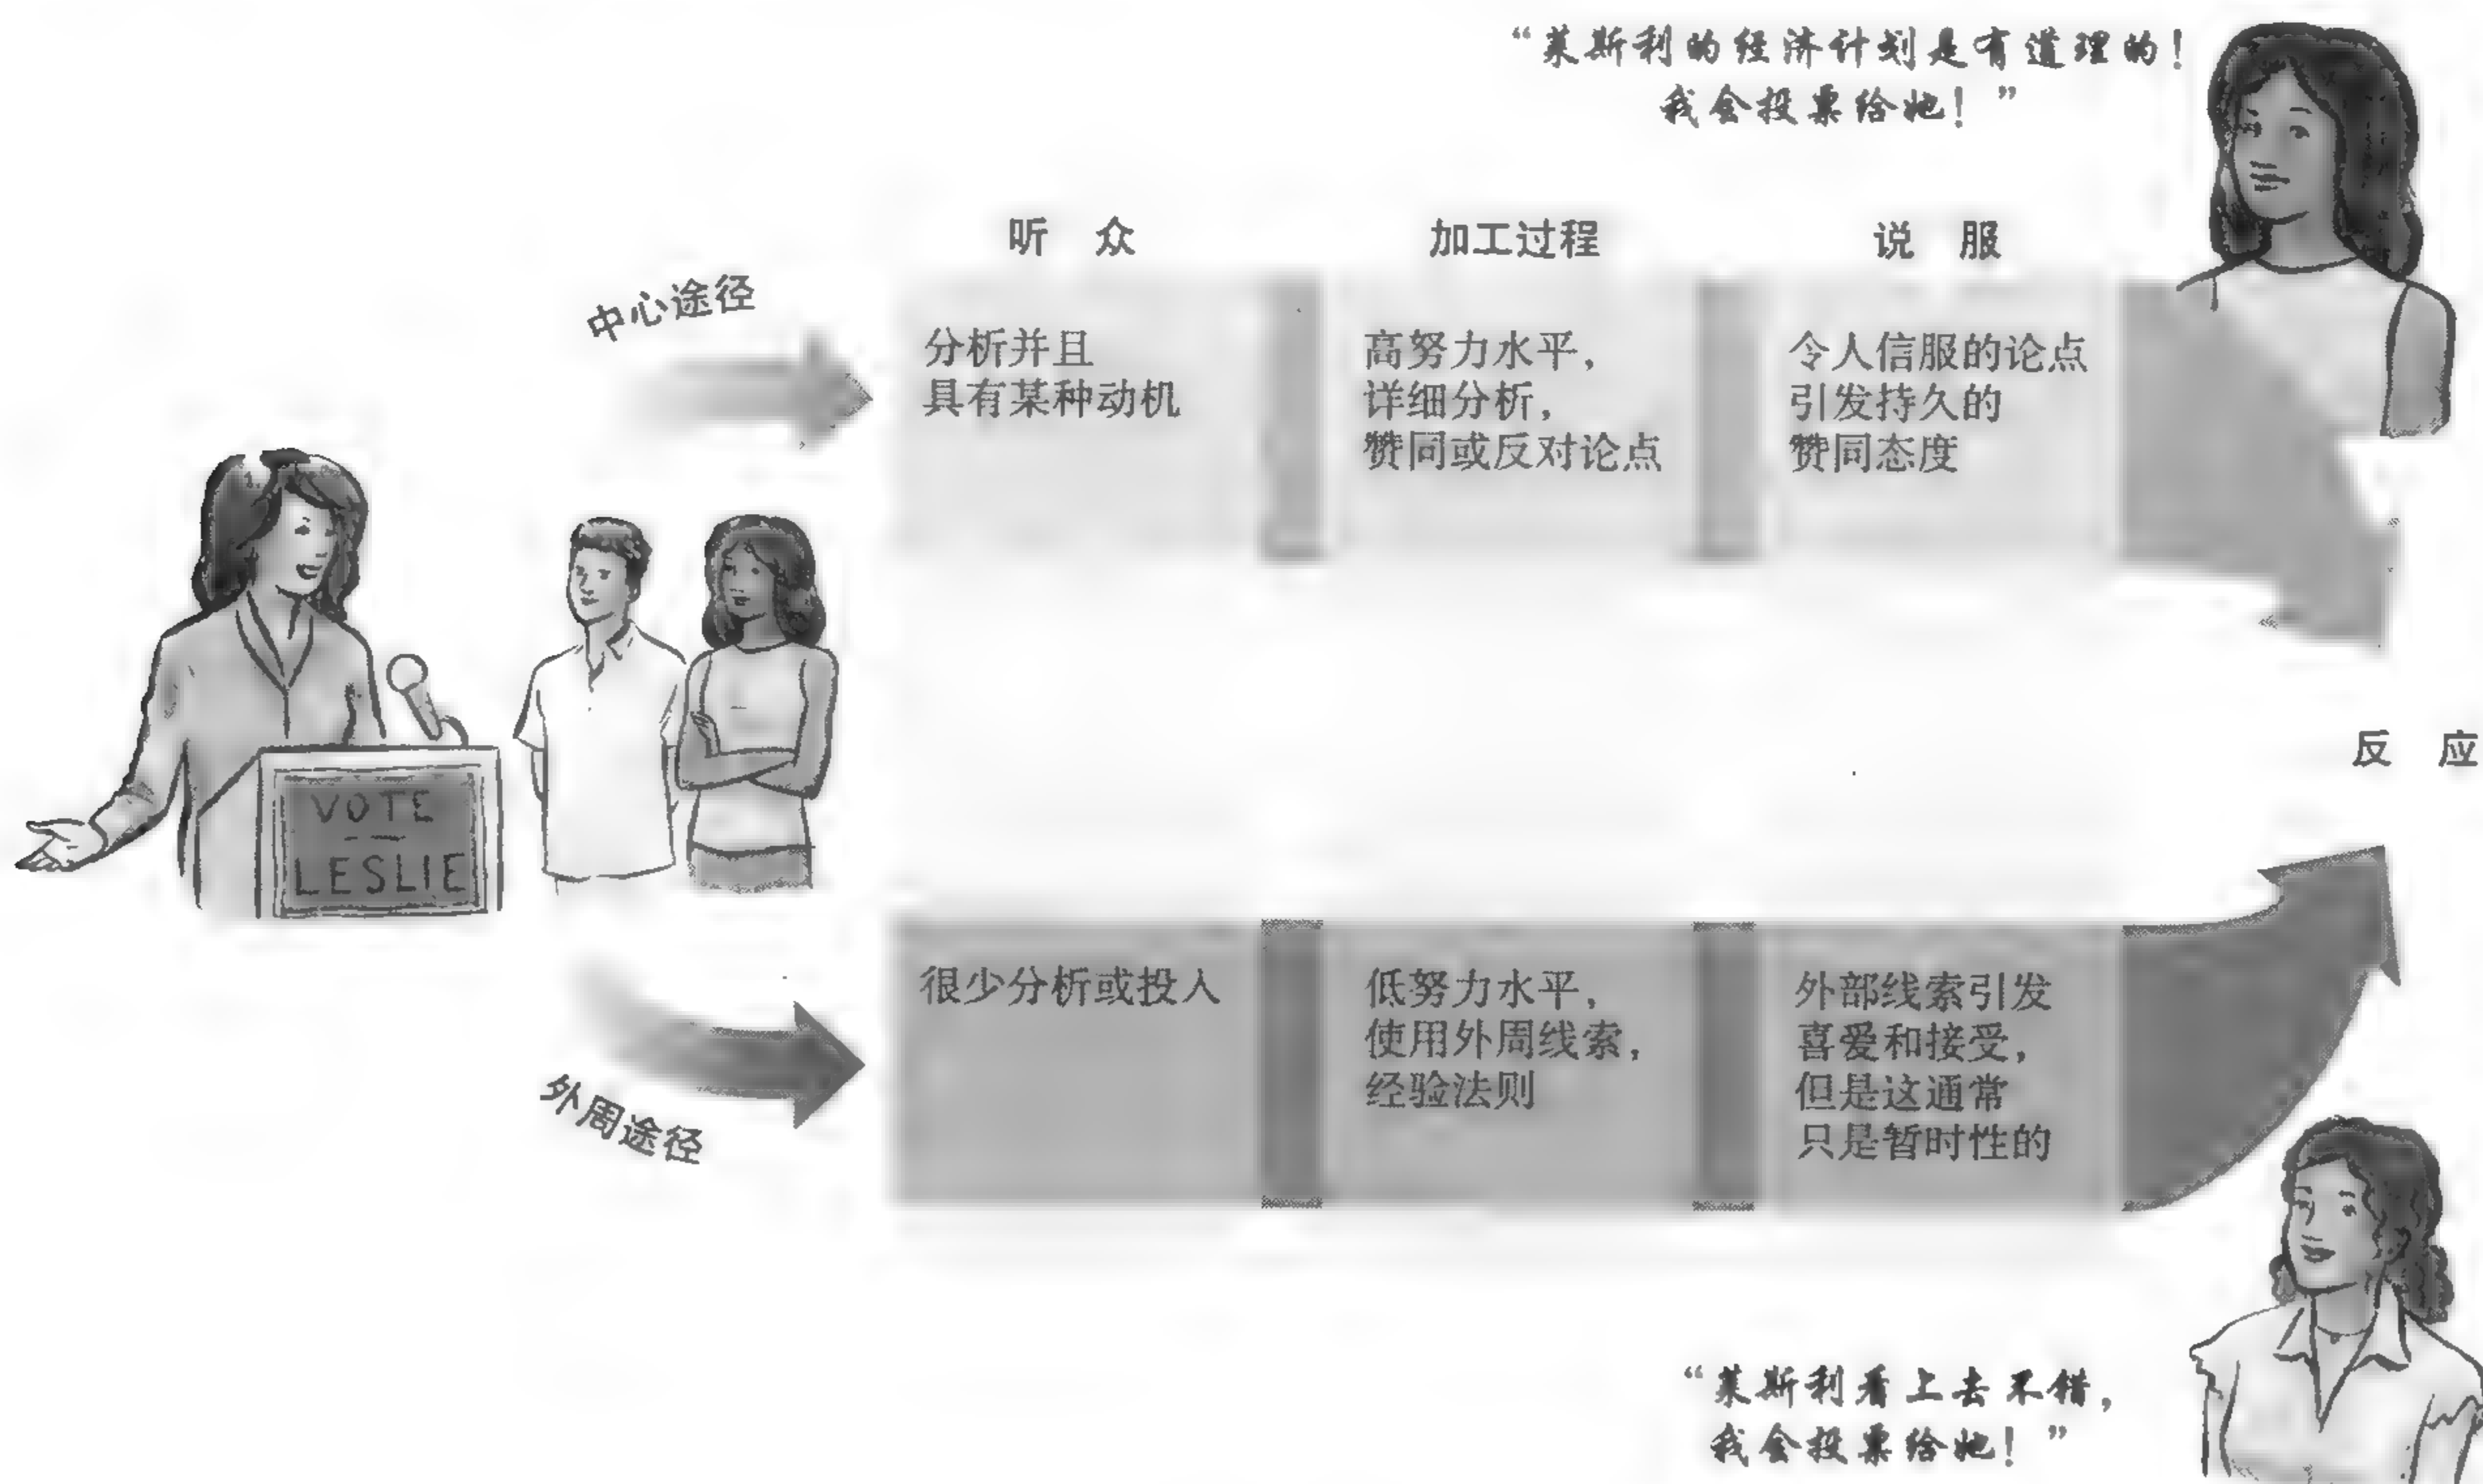 “莱斯利的经济计划是有道理的！
我会投票给她！”
听 众
加工过程
说 服
中心途径
分析并且
具有某种动机
高努力水平，
详细分析，
赞同或反对论点
令人信服的论点
引发持久的
赞同态度
VOTE
LESLIE
反 应
外周途径
很少分析或投入
低努力水平，
使用外周线索，
经验法则
外部线索引发
喜爱和接受，
但是这通常
只是暂时性的
“莱斯利看上去不错，
我会投票给她！”